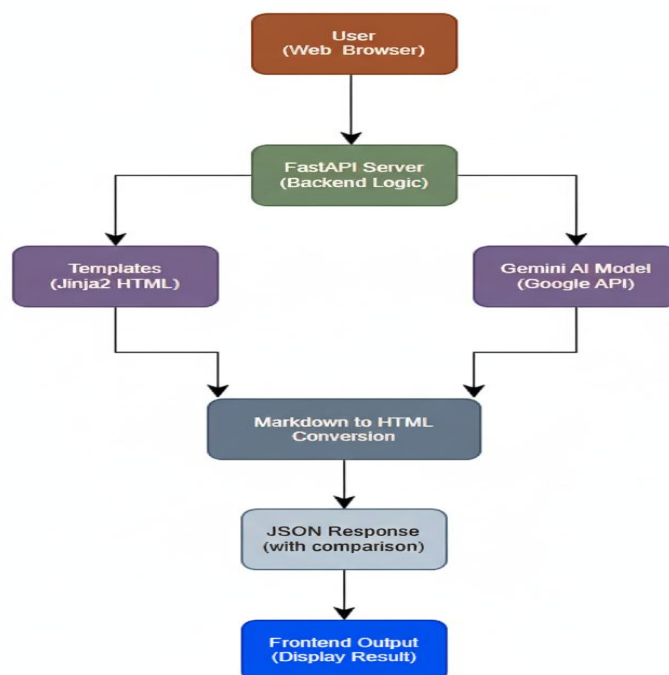 User
(Web Browser)
FastAPI Server
(Backend Logic)
Templates
(Jinja2 HTML)
Gemini AI Model
(Google API)
Markdown to HTML
Conversion
JSON Response
(with comparison)
Frontend Output
(Display Result)